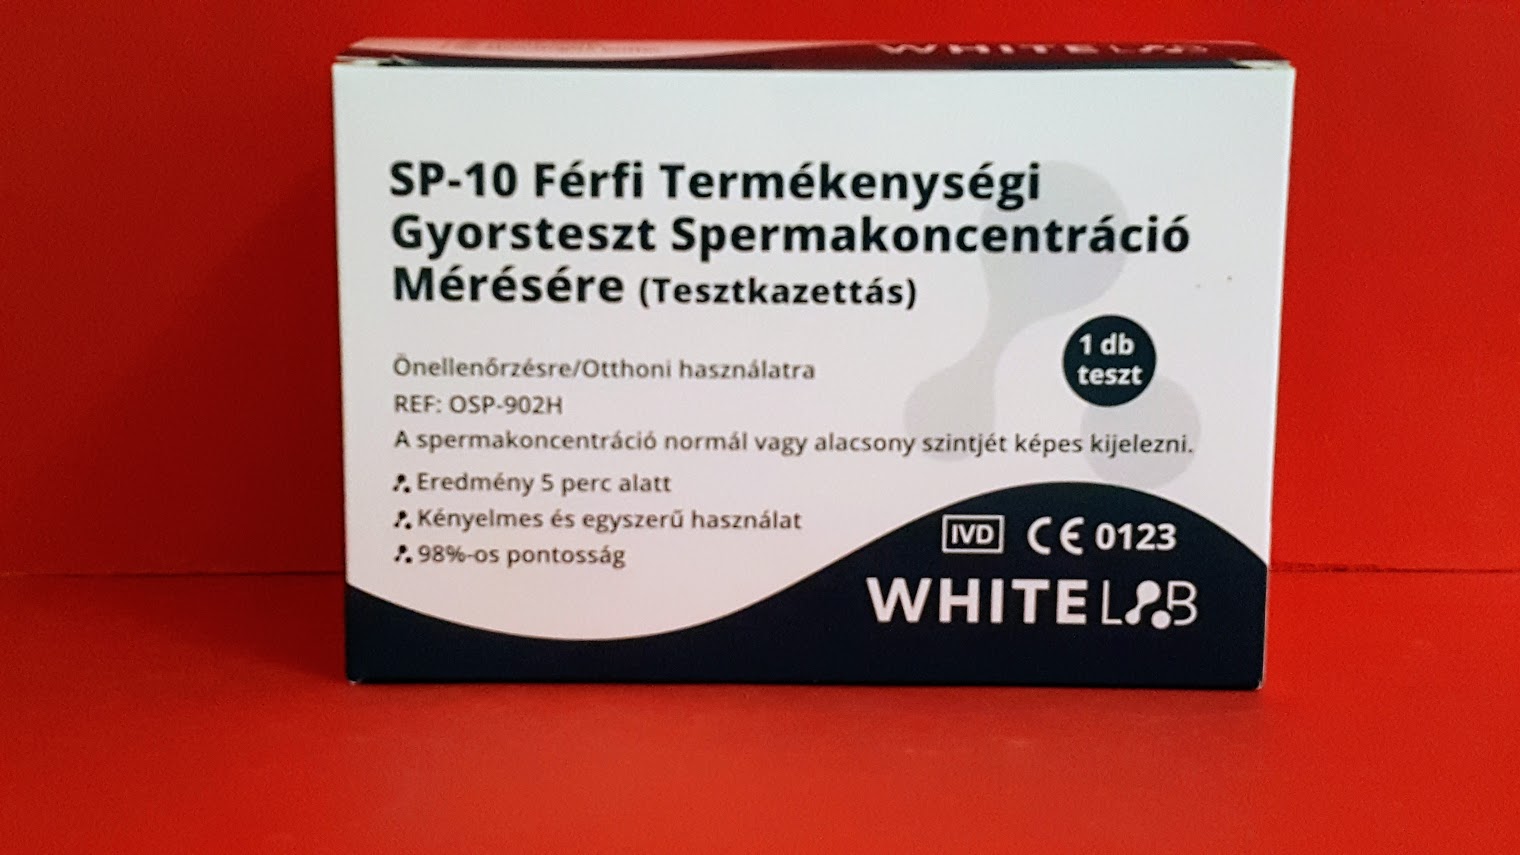 WHITELAB
SP-10 Férfi Termékenységi
Gyorsteszt Spermakoncentráció
Mérésére (Tesztkazettás)
1 db
teszt
Önellenőrzésre/Otthoni használatra
REF: OSP-902H
A spermakoncentráció normál vagy alacsony szintjét képes kijelezni.
Eredmény 5 perc alatt
Kényelmes és egyszerű használat
98%-os pontosság
IVD CE 0123
WHITELAB